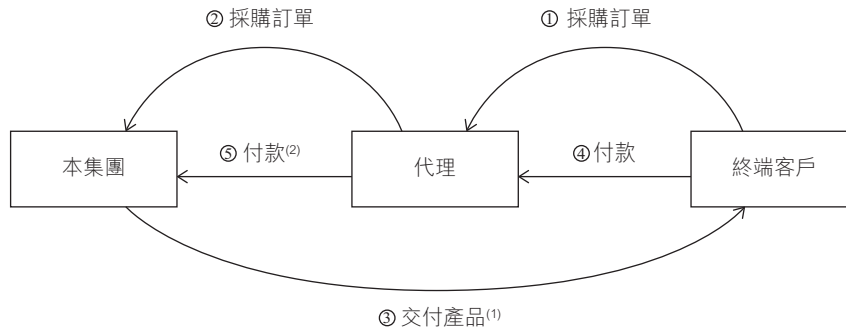 ② 採購訂單
① 採購訂單
本集團
⑤ 付款(2)
代理
④付款
終端客戶
③ 交付產品(1)